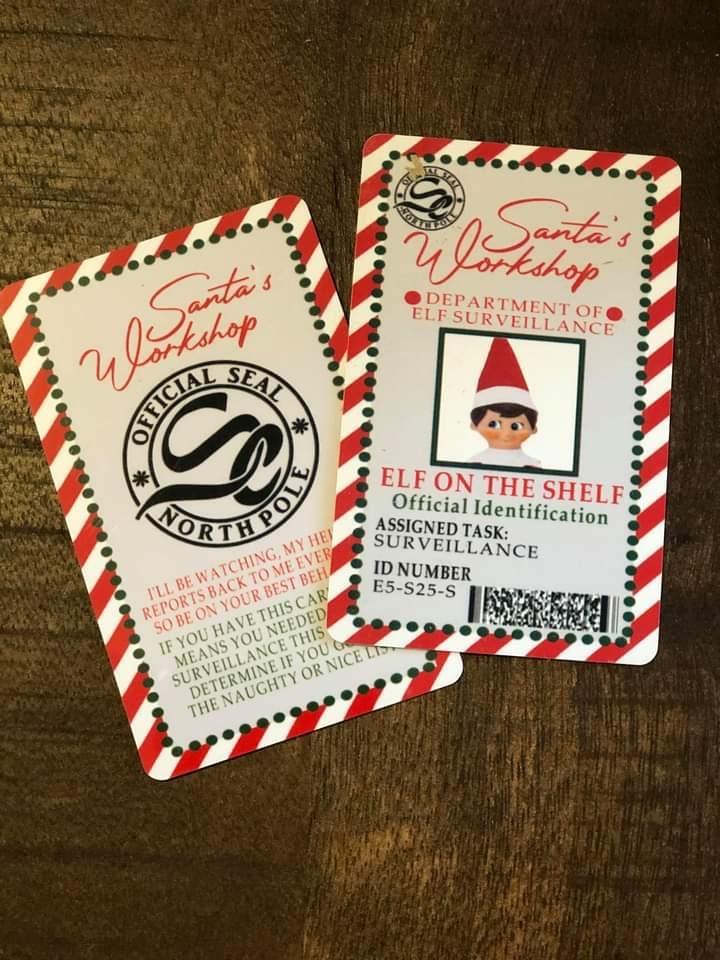 Santa's
Workshop
OFFICIAL SEAL
NORTH POLE
I'LL BE WATCHING, MY
REPORTS BACK TO ME
SO BE ON YOUR BEST
IF YOU HAVE THIS
MEANS YOU NEEDED
SURVEILLANCE THIS
DETERMINE IF YOU
THE NAUGHTY OR NICE
OFFICIAL SEAL
NORTH POLE
Santa's
Workshop
DEPARTMENT OF
ELF SURVEILLANCE
ELF ON THE SHELF
Official Identification
ASSIGNED TASK:
SURVEILLANCE
ID NUMBER
E5-S25-S